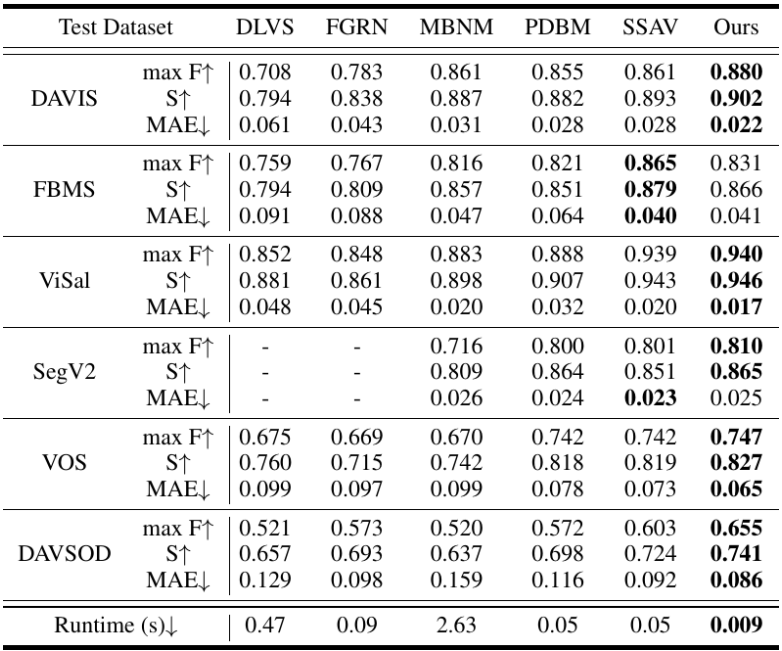 Test Dataset DLVS FGRN MBNM PDBM SSAV Ours
max F↑ 0.708 0.783 0.861 0.855 0.861 0.880
DAVIS S↑ 0.794 0.838 0.887 0.882 0.893 0.902
MAE↓ 0.061 0.043 0.031 0.028 0.028 0.022
max F↑ 0.759 0.767 0.816 0.821 0.865 0.831
FBMS S↑ 0.794 0.809 0.857 0.851 0.879 0.866
MAE↓ 0.091 0.088 0.047 0.064 0.040 0.041
max F↑ 0.852 0.848 0.883 0.888 0.939 0.940
ViSal S↑ 0.881 0.861 0.898 0.907 0.943 0.946
MAE↓ 0.048 0.045 0.020 0.032 0.020 0.017
max F↑ - - 0.716 0.800 0.801 0.810
SegV2 S↑ - - 0.809 0.864 0.851 0.865
MAE↓ - - 0.026 0.024 0.023 0.025
max F↑ 0.675 0.669 0.670 0.742 0.742 0.747
VOS S↑ 0.760 0.715 0.742 0.818 0.819 0.827
MAE↓ 0.099 0.097 0.099 0.078 0.073 0.065
max F↑ 0.521 0.573 0.520 0.572 0.603 0.655
DAVSOD S↑ 0.657 0.693 0.637 0.698 0.724 0.741
MAE↓ 0.129 0.098 0.159 0.116 0.092 0.086
Runtime (s)↓ 0.47 0.09 2.63 0.05 0.05 0.009